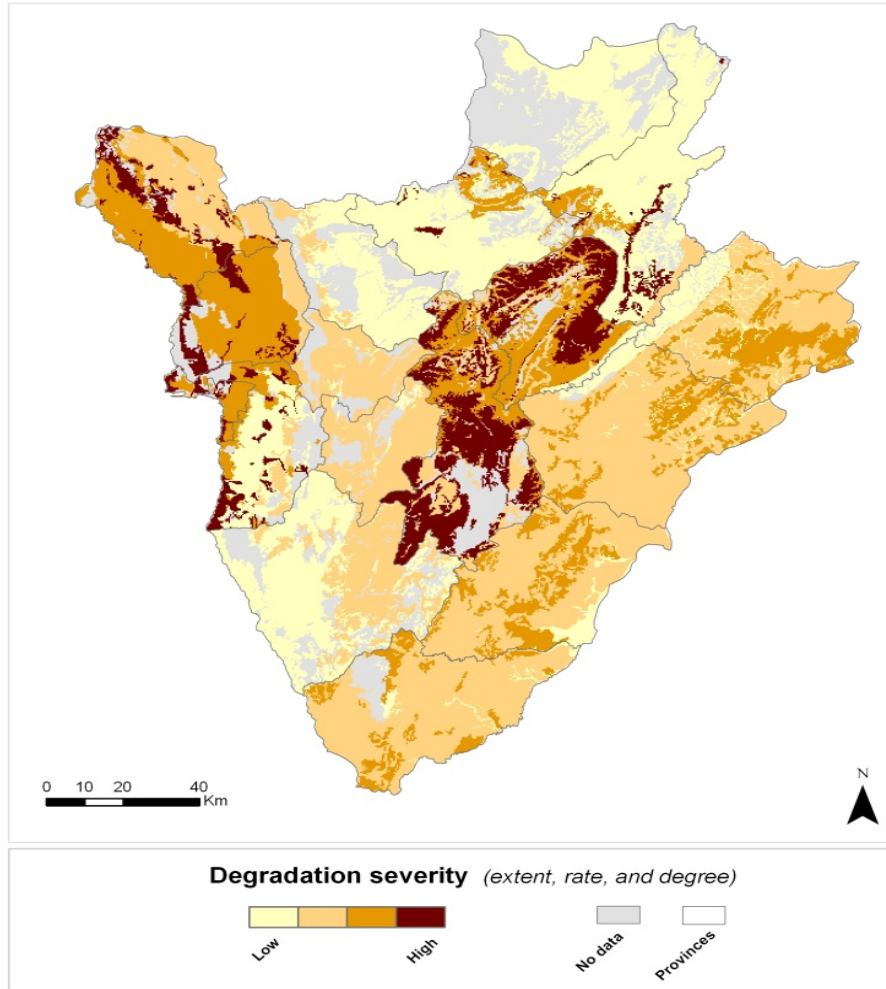 0 10 20 40
Km
N
Degradation severity (extent, rate, and degree)
Low
High
No data
Provinces